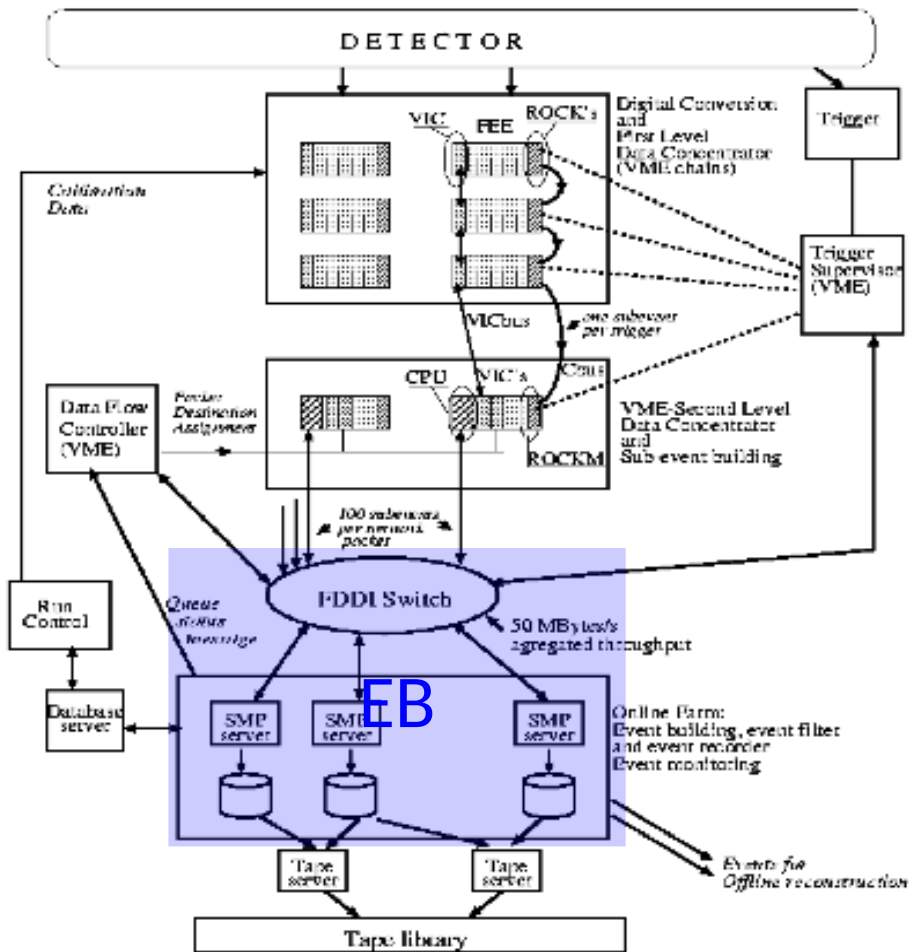 DETECTOR
VIC
FEE
ROCK's
Digital Conversion
and
First Level
Data Concentrator
(VME chains)
Trigger
Calibration
Data
Trigger
Supervisor
(VME)
VICbus
one subevent
per trigger
Cbus
CPU
VIC's
Data Flow
Controller
(VME)
Packet
Destination
Assignment
ROCKM
VME-Second Level
Data Concentrator
and
Sub-event building
100 subevents
per network
packet
FDDI Switch
Queue
status
message
50 MBytes/s
agregated throughput
Run
Control
Database
server
EB
SMP
server
SMP
server
SMP
server
Online Farm:
Event building, event filter
and event recorder
Event monitoring
Tape
server
Tape
server
Events for
Offline reconstruction
Tape library